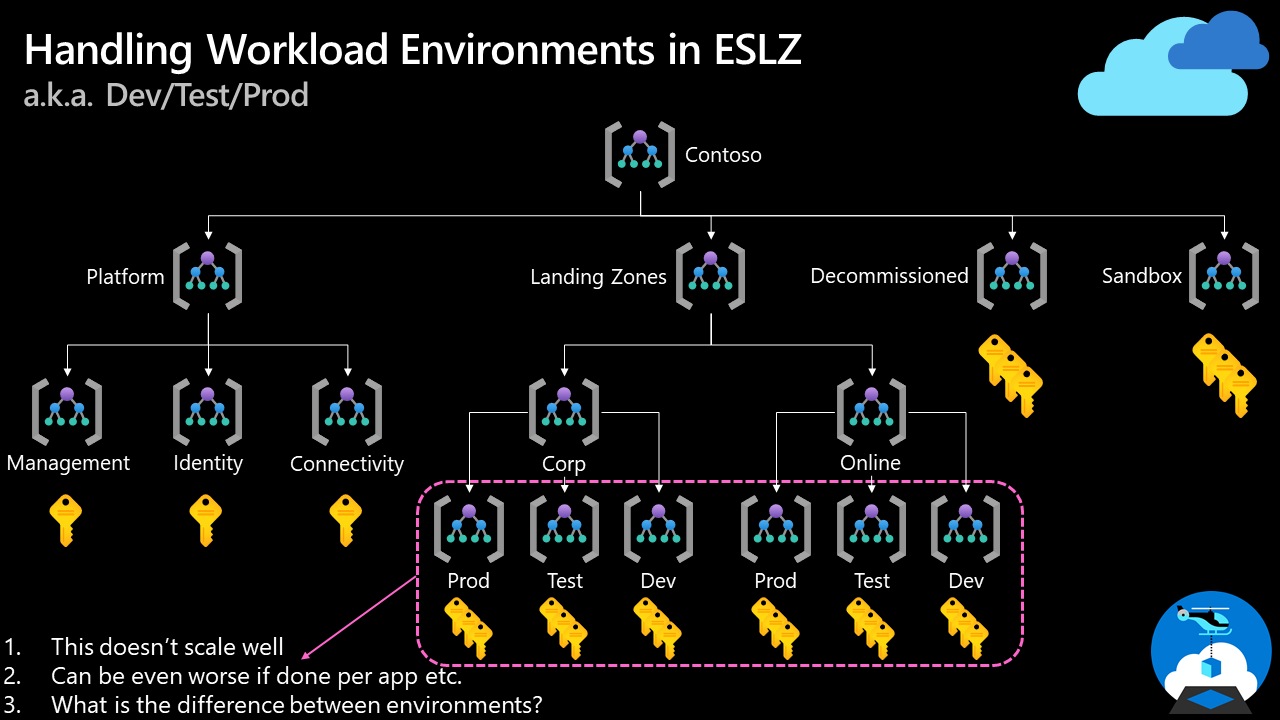 Handling Workload Environments in ESLZ
a.k.a. Dev/Test/Prod
Contoso
Platform
Landing Zones
Decommissioned
Sandbox
Management
Identity
Connectivity
Corp
Online
Prod
Test
Dev
Prod
Test
Dev
1. This doesn’t scale well
2. Can be even worse if done per app etc.
3. What is the difference between environments?